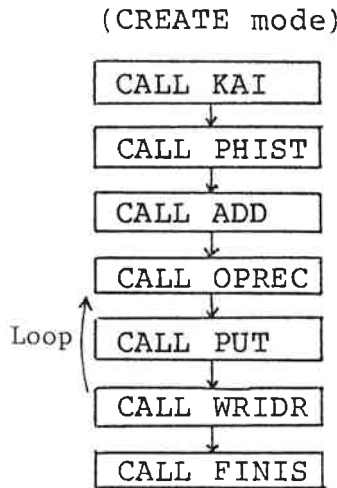 (CREATE mode)
CALL KAI
CALL PHIST
CALL ADD
CALL OPREC
Loop
CALL PUT
CALL WRIDR
CALL FINIS